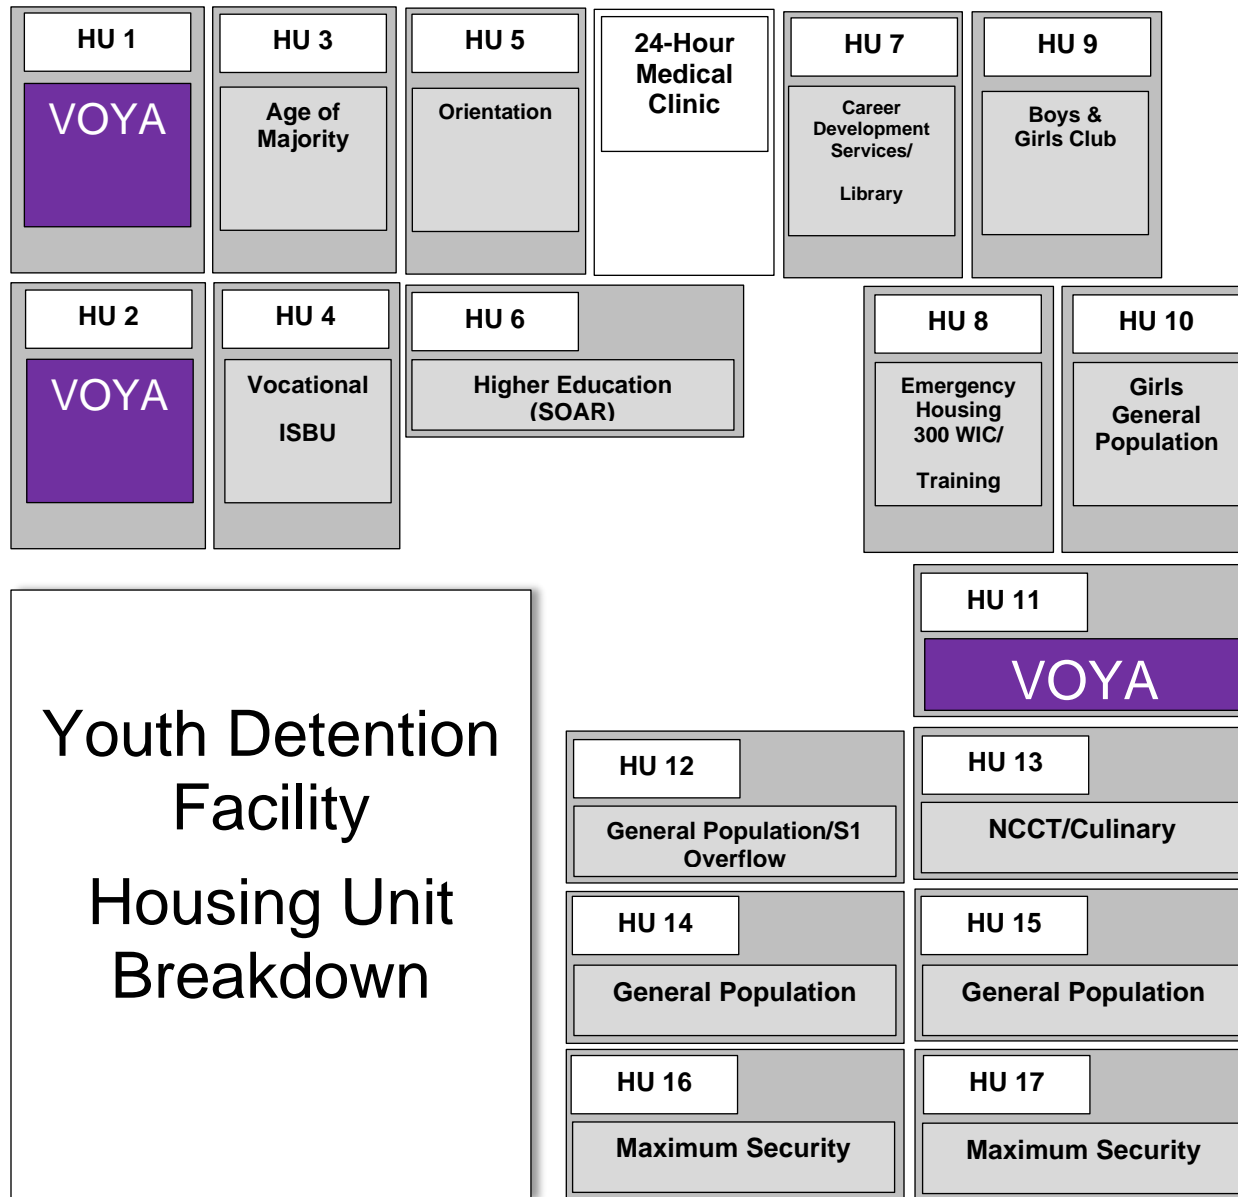 HU 1
VOYA
HU 3
Age of
Majority
HU 5
Orientation
24-Hour
Medical
Clinic
HU 7
Career
Development
Services/
Library
HU 9
Boys &
Girls Club
HU 2
VOYA
HU 4
Vocational
ISBU
HU 6
Higher Education
(SOAR)
HU 8
Emergency
Housing
300 WIC/
Training
HU 10
Girls
General
Population
HU 11
VOYA
Youth Detention
Facility
Housing Unit
Breakdown
HU 12
General Population/S1
Overflow
HU 13
NCCT/Culinary
HU 14
General Population
HU 15
General Population
HU 16
Maximum Security
HU 17
Maximum Security